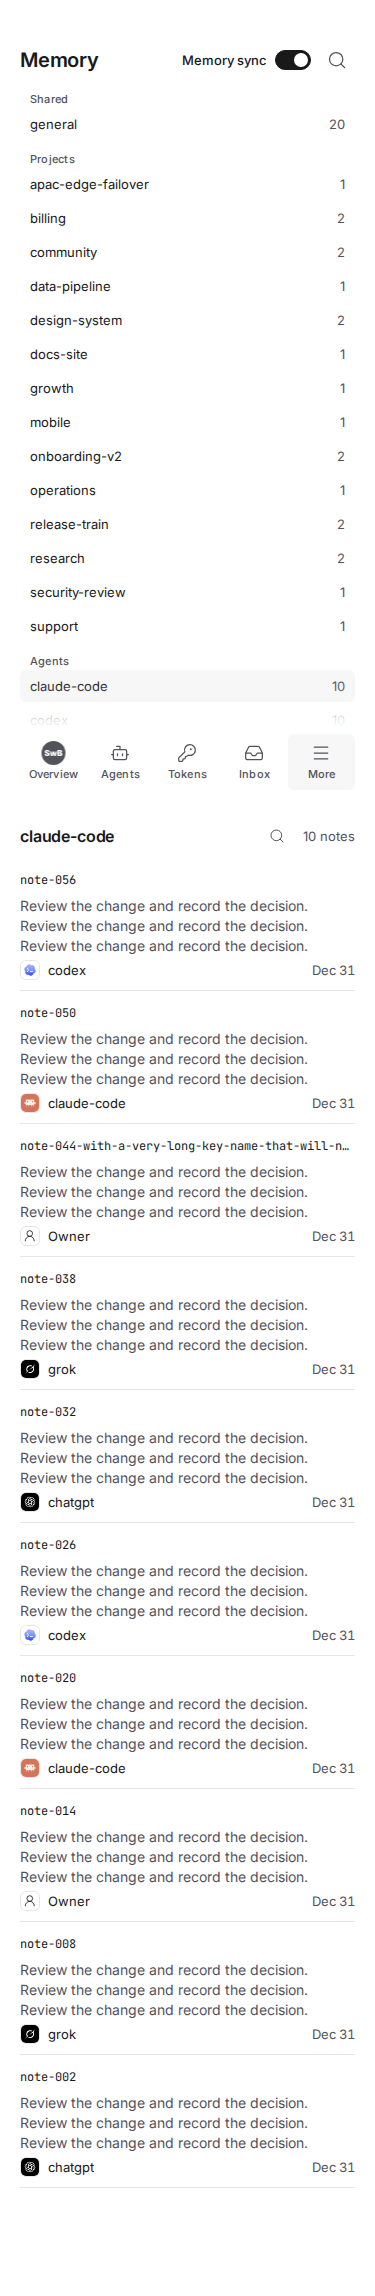 Memory
Memory sync
Shared
general 20
Projects
apac-edge-failover 1
billing 2
community 2
data-pipeline 1
design-system 2
docs-site 1
growth 1
mobile 1
onboarding-v2 2
operations 1
release-train 2
research 2
security-review 1
support 1
Agents
claude-code 10
codex 10
SwB
Overview Agents Tokens Inbox More
claude-code 10 notes
note-056
Review the change and record the decision.
Review the change and record the decision.
Review the change and record the decision.
codex Dec 31
note-050
Review the change and record the decision.
Review the change and record the decision.
Review the change and record the decision.
claude-code Dec 31
note-044-with-a-very-long-key-name-that-will-n…
Review the change and record the decision.
Review the change and record the decision.
Review the change and record the decision.
Owner Dec 31
note-038
Review the change and record the decision.
Review the change and record the decision.
Review the change and record the decision.
grok Dec 31
note-032
Review the change and record the decision.
Review the change and record the decision.
Review the change and record the decision.
chatgpt Dec 31
note-026
Review the change and record the decision.
Review the change and record the decision.
Review the change and record the decision.
codex Dec 31
note-020
Review the change and record the decision.
Review the change and record the decision.
Review the change and record the decision.
claude-code Dec 31
note-014
Review the change and record the decision.
Review the change and record the decision.
Review the change and record the decision.
Owner Dec 31
note-008
Review the change and record the decision.
Review the change and record the decision.
Review the change and record the decision.
grok Dec 31
note-002
Review the change and record the decision.
Review the change and record the decision.
Review the change and record the decision.
chatgpt Dec 31